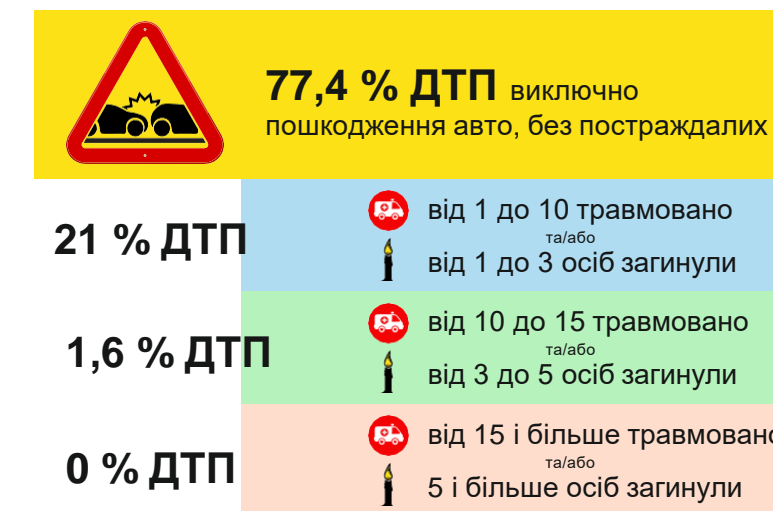 77,4 % ДТП виключно
пошкодження авто, без постраждалих
21 % ДТП
від 1 до 10 травмовано
та/або
від 1 до 3 осіб загинули
1,6 % ДТП
від 10 до 15 травмовано
та/або
від 3 до 5 осіб загинули
0 % ДТП
від 15 і більше травмовано
та/або
5 і більше осіб загинули